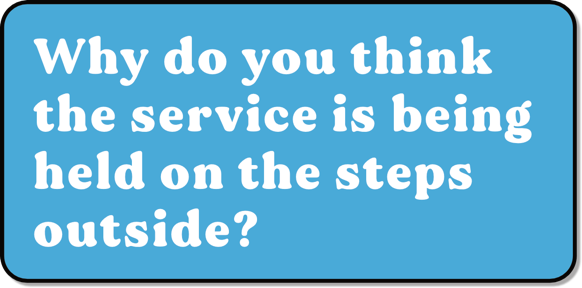 Why do you think
the service is being
held on the steps
outside?